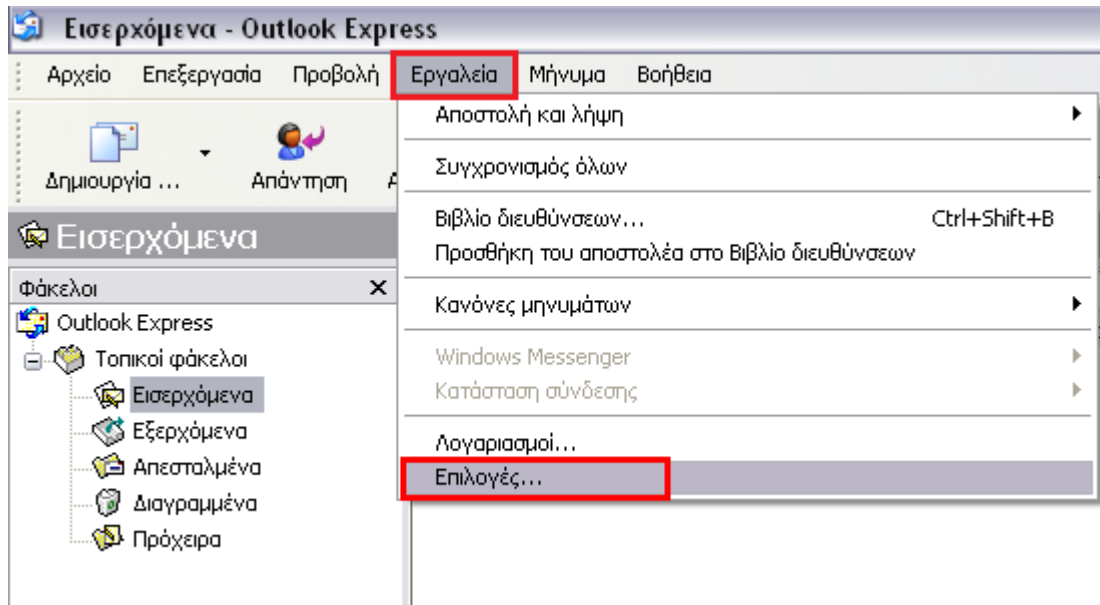 Εισερχόμενα - Outlook Express
Αρχείο Επεξεργασία Προβολή Εργαλεία Μήνυμα Βοήθεια
Δημιουργία ... Απάντηση
Εισερχόμενα
Φάκελοι
Outlook Express
Τοπικοί φάκελοι
Εισερχόμενα
Εξερχόμενα
Απεσταλμένα
Διαγραμμένα
Πρόχειρα
Αποστολή και λήψη
Συγχρονισμός όλων
Βιβλίο διευθύνσεων... Ctrl+Shift+B
Προσθήκη του αποστολέα στο Βιβλίο διευθύνσεων
Κανόνες μηνυμάτων
Windows Messenger
Κατάσταση σύνδεσης
Λογαριασμοί...
Επιλογές...